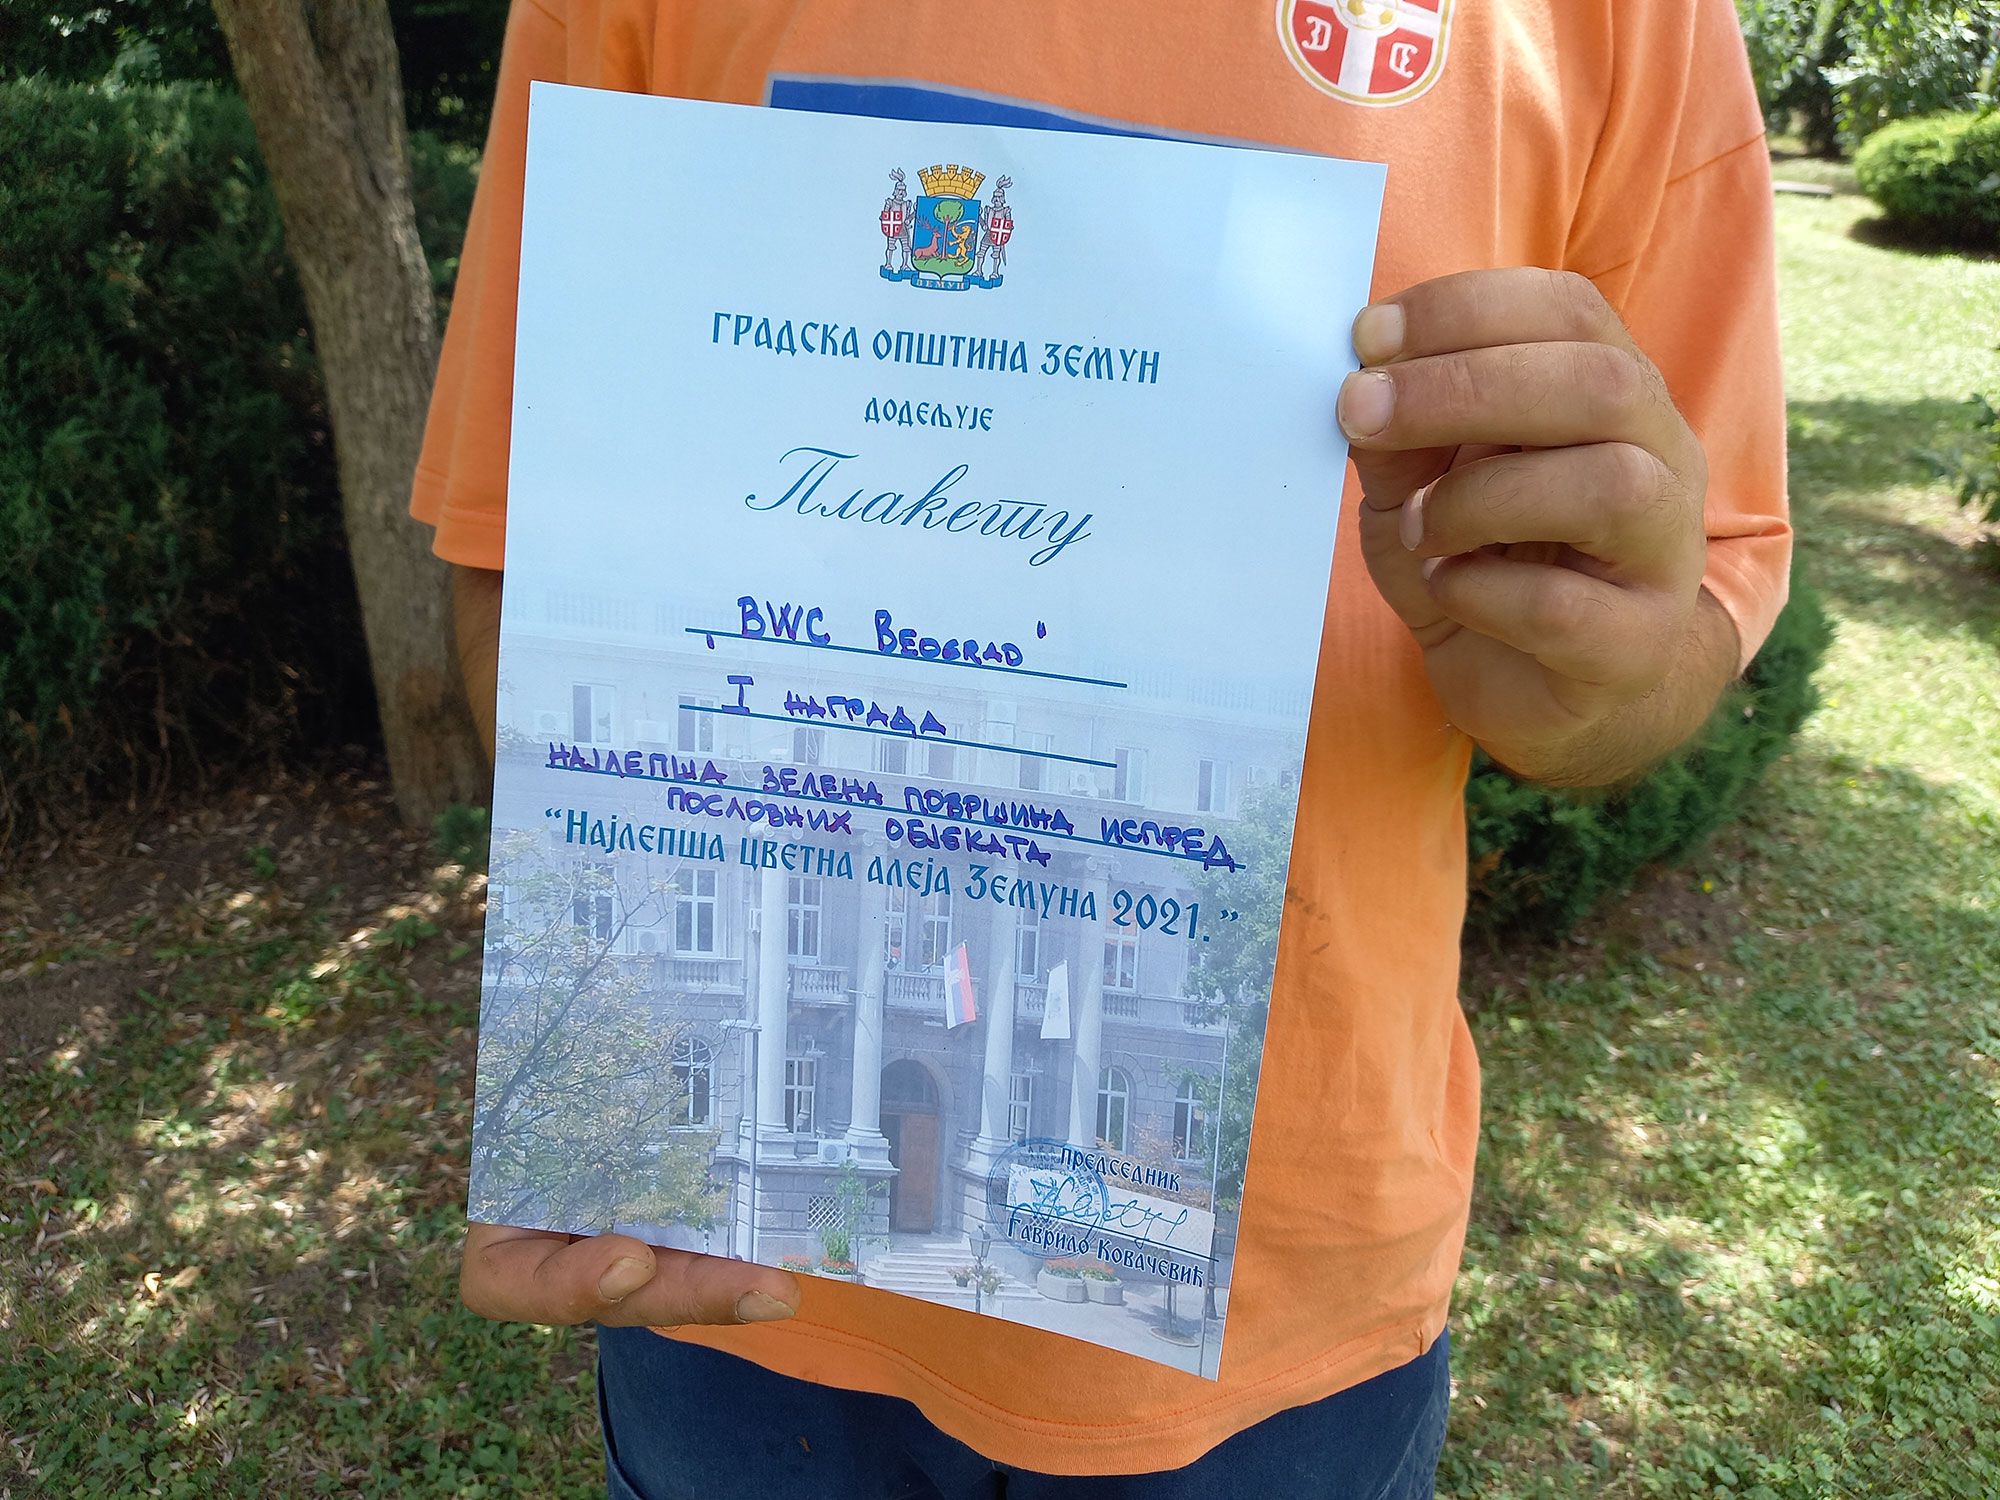 ЗЕМУН
ГРАДСКА ОПШТИНА ЗЕМУН
ДОДЕЉУЈЕ
Плакету
„BWC BEOGRAD"
I НАГРАДА
НАЈЛЕПША ЗЕЛЕНА ПОВРШИНА ИСПРЕД
ПОСЛОВНИХ ОБЈЕКАТА
“Најлепша цветна алеја Земуна 2021.”
председник
Гаврило Ковачевић